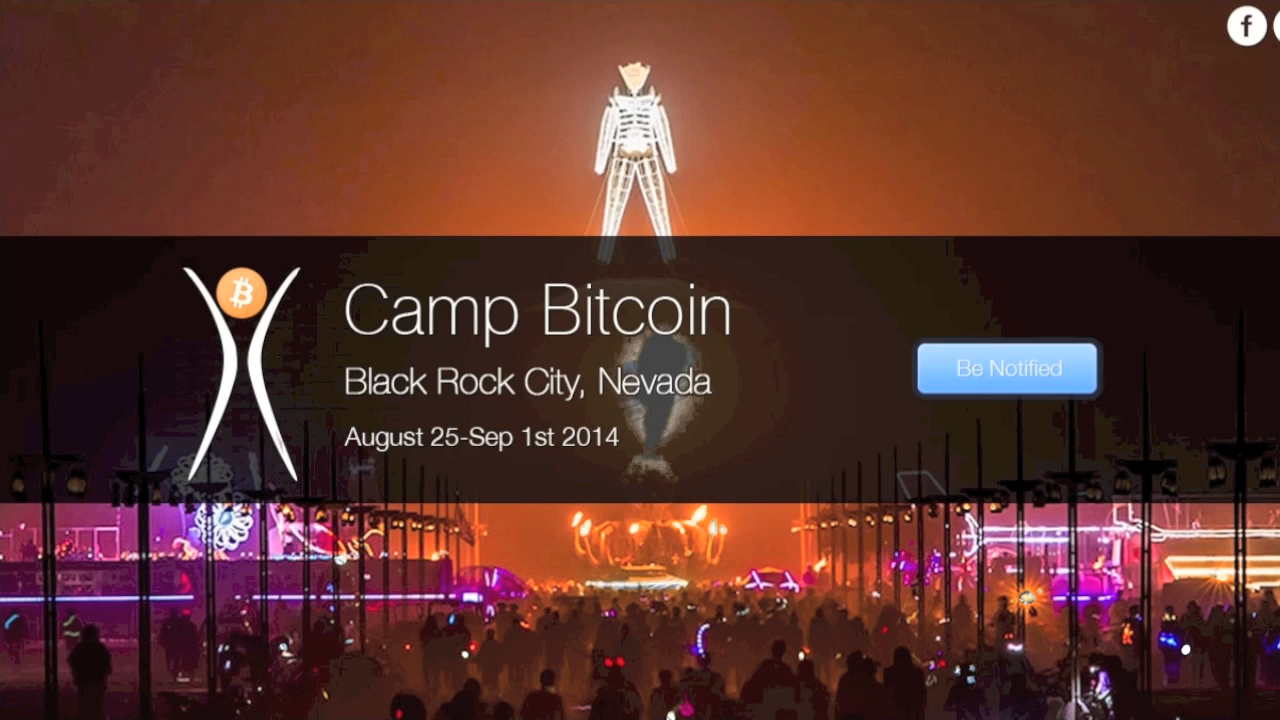 f
Camp Bitcoin
Black Rock City, Nevada
August 25-Sep 1st 2014
Be Notified